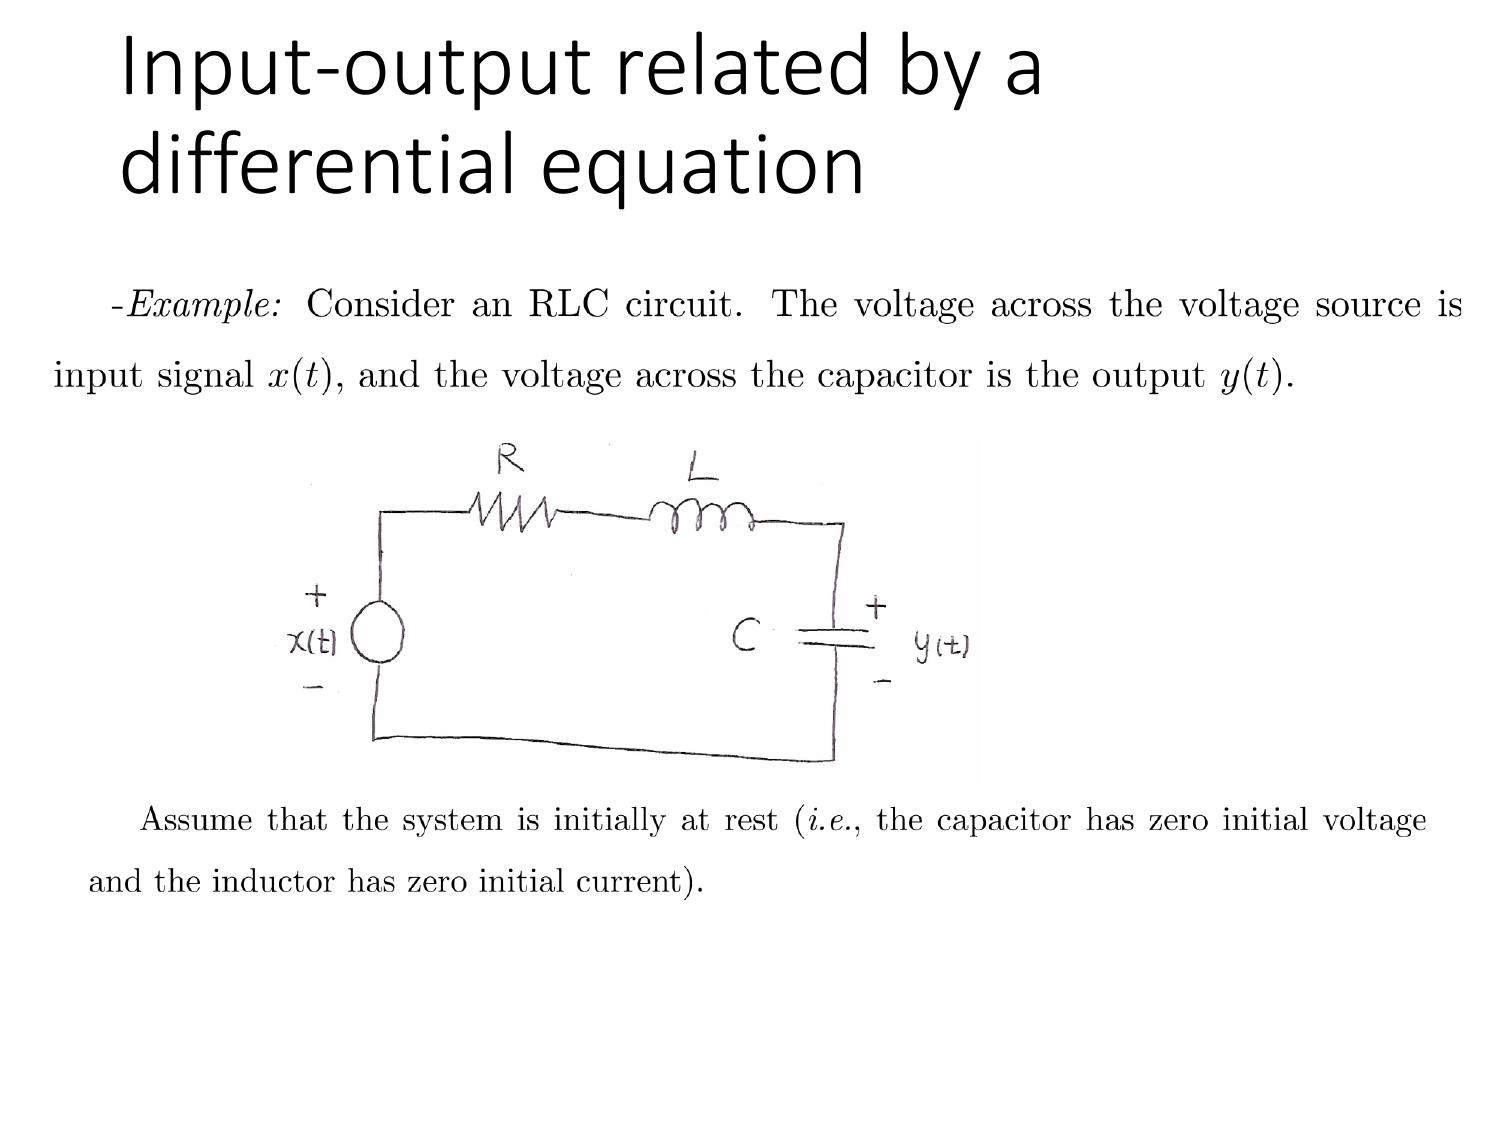 Input-output related by a
differential equation
-Example: Consider an RLC circuit. The voltage across the voltage source is
input signal x(t), and the voltage across the capacitor is the output y(t).
R
L
+
x(t)
-
C
+
y(t)
-
Assume that the system is initially at rest (i.e., the capacitor has zero initial voltage
and the inductor has zero initial current).